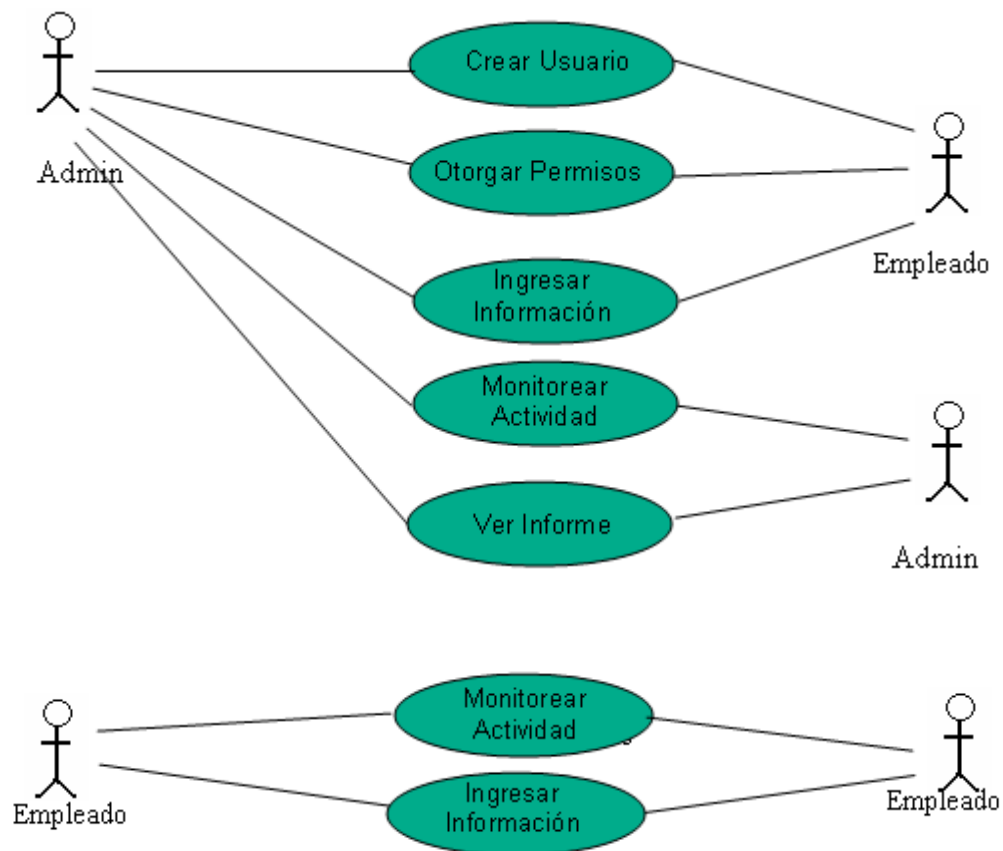 Crear Usuario
Admin
Otorgar Permisos
Empleado
Ingresar
Información
Monitorear
Actividad
Ver Informe
Admin
Monitorear
Actividad
Empleado
Ingresar
Información
Empleado